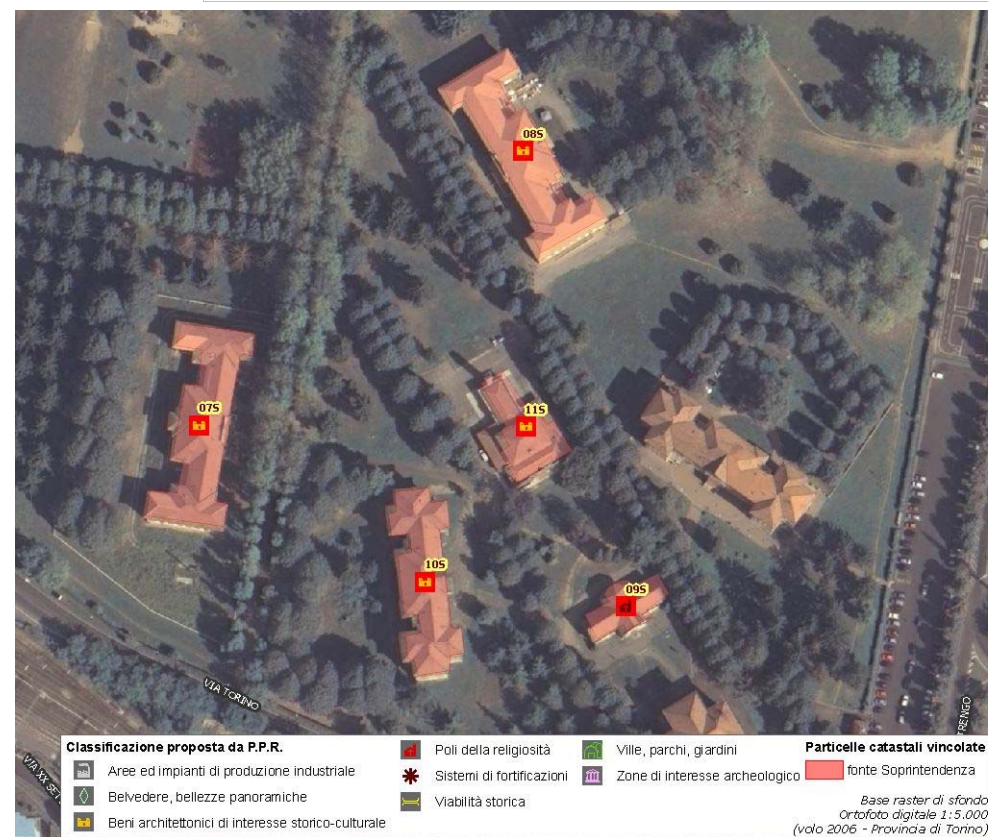 08S
07S
11S
10S
09S
VIA TORINO
VIA XX SET
RENGO
Classificazione proposta da P.P.R.
Aree ed impianti di produzione industriale
Belvedere, bellezze panoramiche
Beni architettonici di interesse storico-culturale
Poli della religiosità
Sistemi di fortificazioni
Viabilità storica
Ville, parchi, giardini
Zone di interesse archeologico
Particelle catastali vincolate
fonte Soprintendenza
Base raster di sfondo
Ortofoto digitale 1:5.000
(volo 2006 - Provincia di Torino)